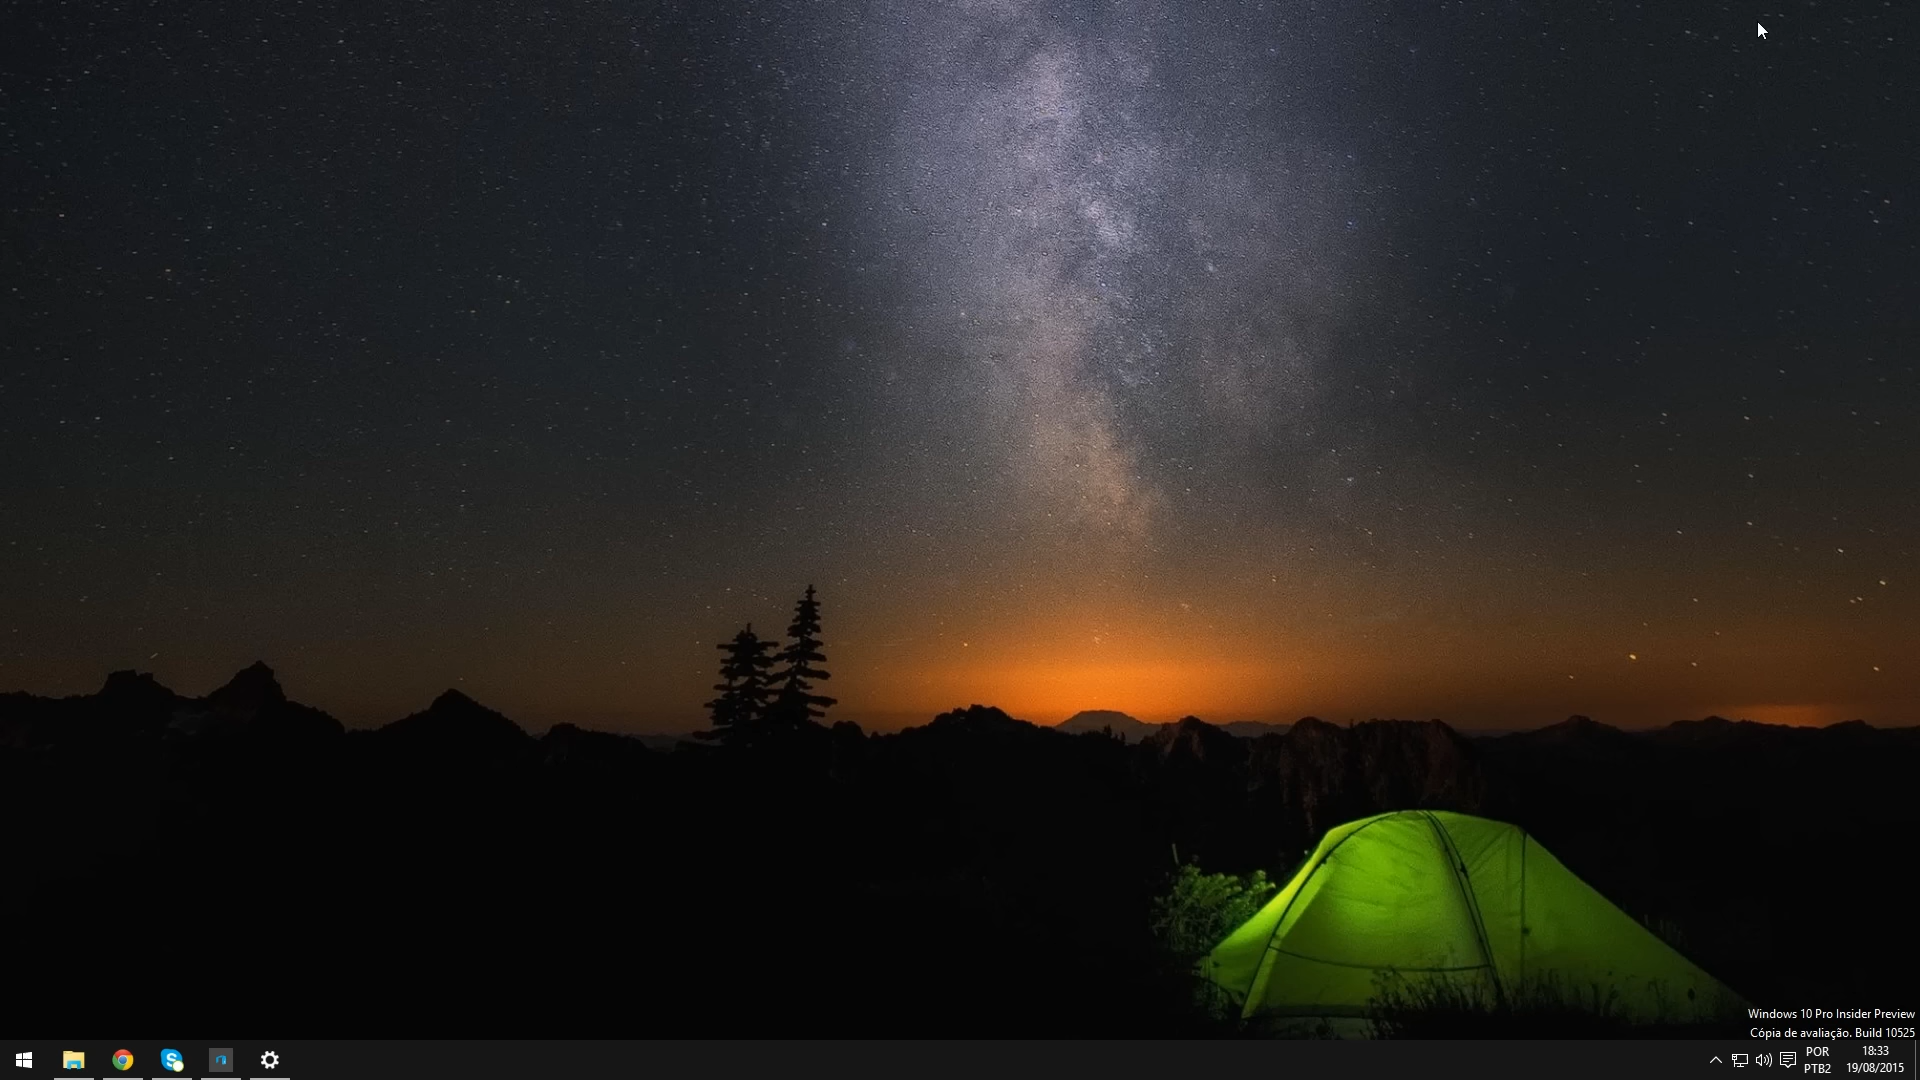 Windows 10 Pro Insider Preview
Cópia de avaliação. Build 10525
POR
PTB2
18:33
19/08/2015